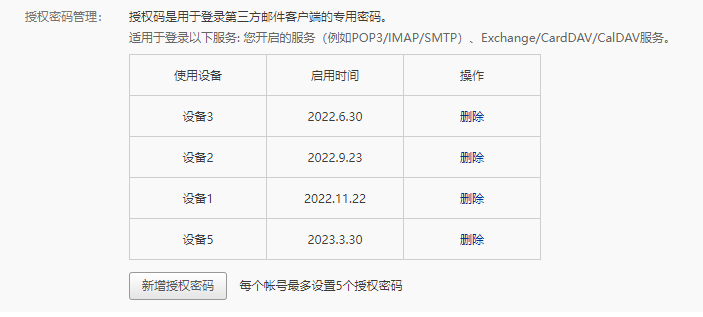 授权密码管理： 授权码是用于登录第三方邮件客户端的专用密码。
适用于登录以下服务: 您开启的服务（例如POP3/IMAP/SMTP）、Exchange/CardDAV/CalDAV服务。
使用设备 启用时间 操作
设备3 2022.6.30 删除
设备2 2022.9.23 删除
设备1 2022.11.22 删除
设备5 2023.3.30 删除
新增授权密码 每个帐号最多设置5个授权密码